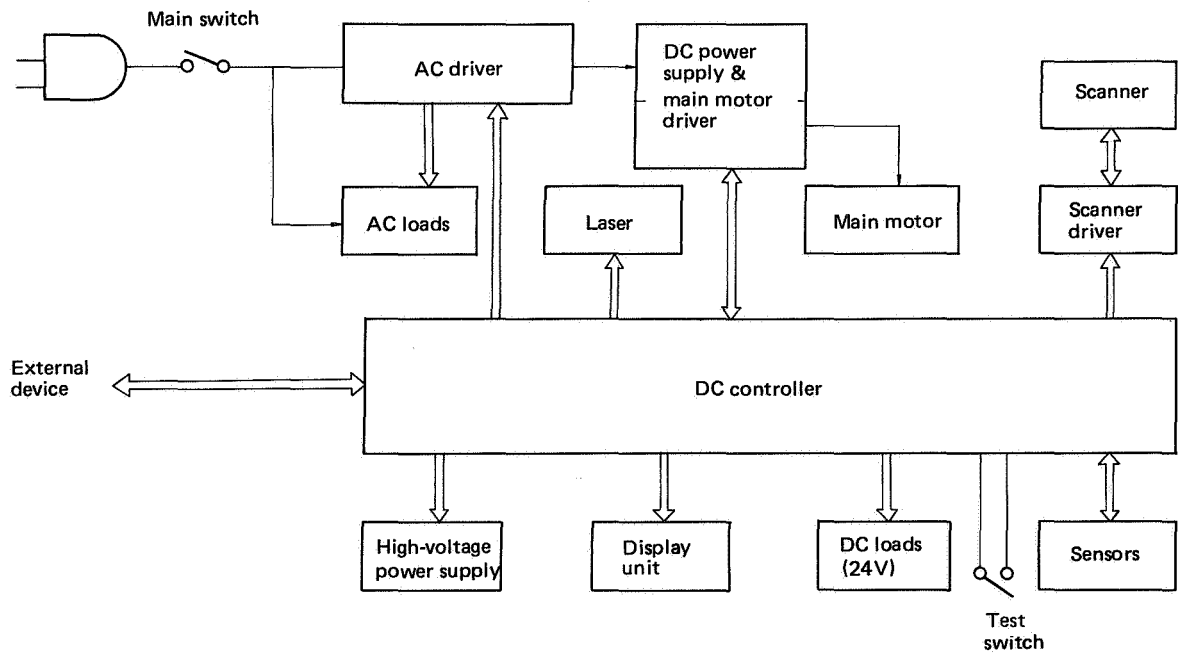 Main switch
AC driver
DC power
supply &
main motor
driver
Scanner
AC loads
Laser
Main motor
Scanner
driver
External
device
DC controller
High-voltage
power supply
Display
unit
DC loads
(24V)
Sensors
Test
switch